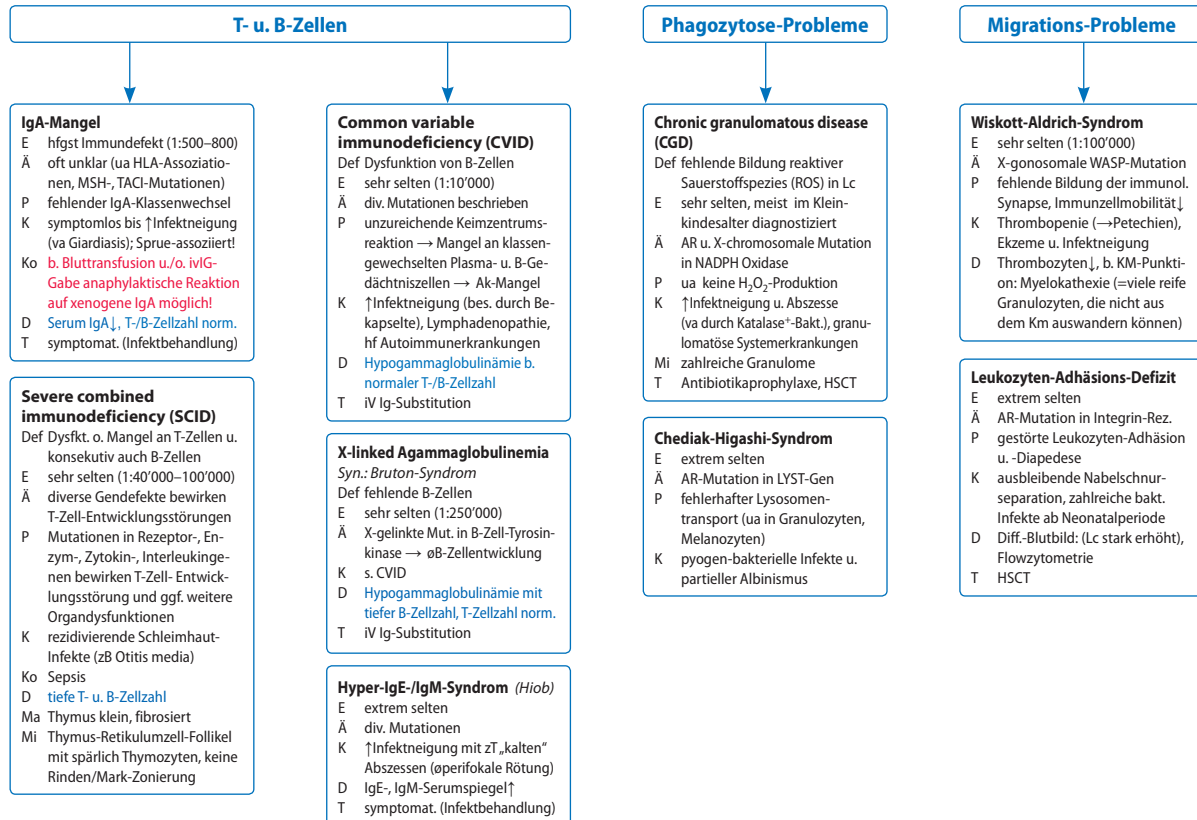 T- u. B-Zellen
IgA-Mangel
E hfgst Immundefekt (1:500–800)
Ä oft unklar (ua HLA-Assoziatio-
nen, MSH-, TACI-Mutationen)
P fehlender IgA-Klassenwechsel
K symptomlos bis ↑Infektneigung
(va Giardiasis); Sprue-assoziiert!
Ko b. Bluttransfusion u./o. ivIG-
Gabe anaphylaktische Reaktion
auf xenogene IgA möglich!
D Serum IgA↓, T-/B-Zellzahl norm.
T symptomat. (Infektbehandlung)
Severe combined
immunodeficiency (SCID)
Def Dysfkt. o. Mangel an T-Zellen u.
konsekutiv auch B-Zellen
E sehr selten (1:40'000–100'000)
Ä diverse Gendefekte bewirken
T-Zell-Entwicklungsstörungen
P Mutationen in Rezeptor-, En-
zym-, Zytokin-, Interleukinge-
nen bewirken T-Zell- Entwick-
lungsstörung und ggf. weitere
Organdysfunktionen
K rezidivierende Schleimhaut-
Infekte (zB Otitis media)
Ko Sepsis
D tiefe T- u. B-Zellzahl
Ma Thymus klein, fibrosiert
Mi Thymus-Retikulumzell-Follikel
mit spärlich Thymozyten, keine
Rinden/Mark-Zonierung
Common variable
immunodeficiency (CVID)
Def Dysfunktion von B-Zellen
E sehr selten (1:10'000)
Ä div. Mutationen beschrieben
P unzureichende Keimzentrums-
reaktion → Mangel an klassen-
gewechselten Plasma- u. B-Ge-
dächtniszellen → Ak-Mangel
K ↑Infektneigung (bes. durch Be-
kapselte), Lymphadenopathie,
hf Autoimmunerkrankungen
D Hypogammaglobulinämie b.
normaler T-/B-Zellzahl
T iV Ig-Substitution
X-linked Agammaglobulinemia
Syn.: Bruton-Syndrom
Def fehlende B-Zellen
E sehr selten (1:250'000)
Ä X-gelinkte Mut. in B-Zell-Tyrosin-
kinase → øB-Zellentwicklung
K s. CVID
D Hypogammaglobulinämie mit
tiefer B-Zellzahl, T-Zellzahl norm.
T iV Ig-Substitution
Hyper-IgE-/IgM-Syndrom (Hiob)
E extrem selten
Ä div. Mutationen
K ↑Infektneigung mit zT „kalten“
Abszessen (øperifokale Rötung)
D IgE-, IgM-Serumspiegel↑
T symptomat. (Infektbehandlung)
Phagozytose-Probleme
Chronic granulomatous disease
(CGD)
Def fehlende Bildung reaktiver
Sauerstoffspezies (ROS) in Lc
E sehr selten, meist im Klein-
kindesalter diagnostiziert
Ä AR u. X-chromosomale Mutation
in NADPH Oxidase
P ua keine H₂O₂-Produktion
K ↑Infektneigung u. Abszesse
(va durch Katalase⁺-Bakt.), granu-
lomatöse Systemerkrankungen
Mi zahlreiche Granulome
T Antibiotikaprophylaxe, HSCT
Chediak-Higashi-Syndrom
E extrem selten
Ä AR-Mutation in LYST-Gen
P fehlerhafter Lysosomen-
transport (ua in Granulozyten,
Melanozyten)
K pyogen-bakterielle Infekte u.
partieller Albinismus
Migrations-Probleme
Wiskott-Aldrich-Syndrom
E sehr selten (1:100'000)
Ä X-gonosomale WASP-Mutation
P fehlende Bildung der immunol.
Synapse, Immunzellmobilität↓
K Thrombopenie (→Petechien),
Ekzeme u. Infektneigung
D Thrombozyten↓, b. KM-Punkti-
on: Myelokathexie (=viele reife
Granulozyten, die nicht aus
dem Km auswandern können)
Leukozyten-Adhäsions-Defizit
E extrem selten
Ä AR-Mutation in Integrin-Rez.
P gestörte Leukozyten-Adhäsion
u. -Diapedese
K ausbleibende Nabelschnur-
separation, zahlreiche bakt.
Infekte ab Neonatalperiode
D Diff.-Blutbild: (Lc stark erhöht),
Flowzytometrie
T HSCT